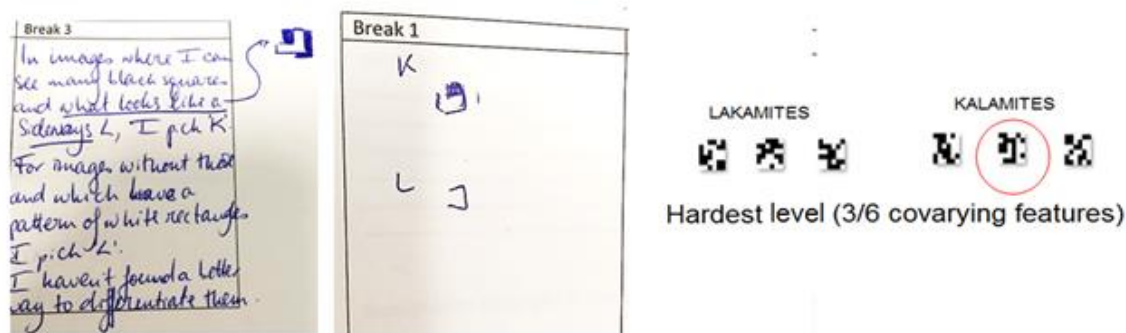 Break 3
In images where I can
see many black squares
and what looks like a
Sideways L, I pick 'K'.
For images without those
and which have a
pattern of white rectangles
I pick 'L'.
I haven't found a better
way to differentiate them.
Break 1
K
L
LAKAMITES
KALAMITES
Hardest level (3/6 covarying features)